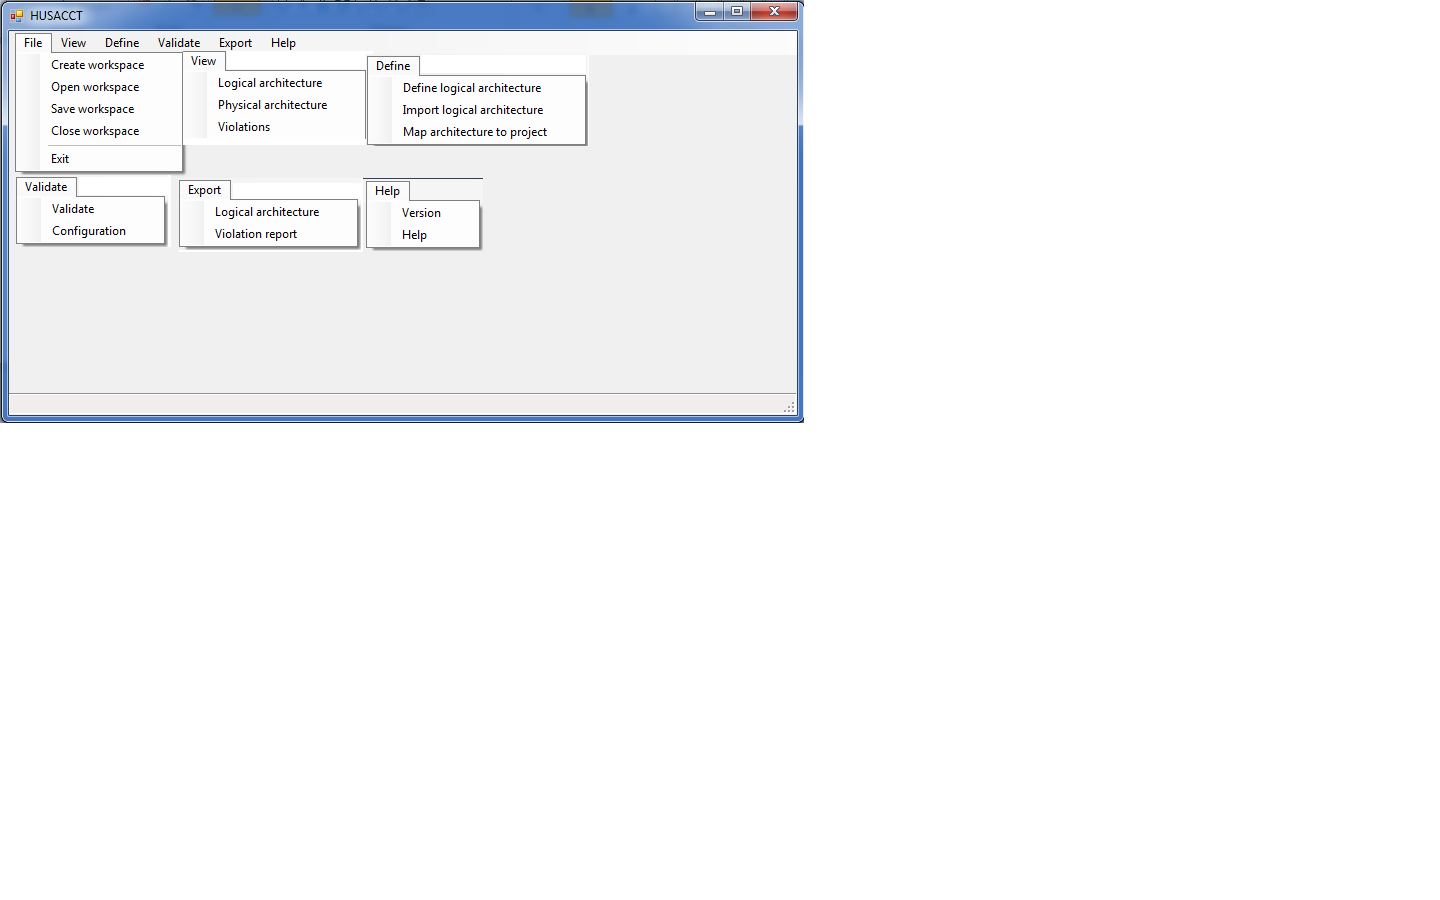 HUSACCT
File View Define Validate Export Help
Create workspace
Open workspace
Save workspace
Close workspace
Exit
View
Logical architecture
Physical architecture
Violations
Define
Define logical architecture
Import logical architecture
Map architecture to project
Validate
Validate
Configuration
Export
Logical architecture
Violation report
Help
Version
Help